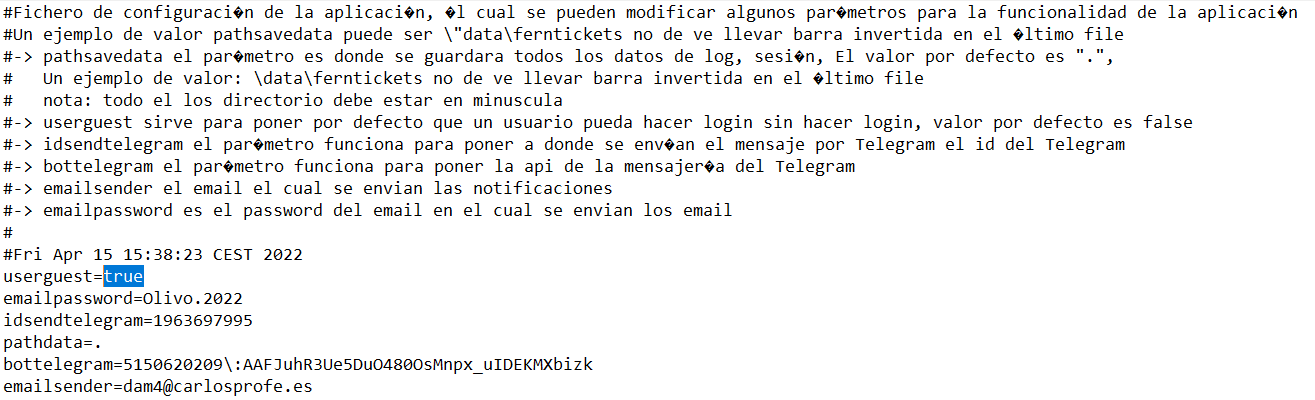 #Fichero de configuraci�n de la aplicaci�n, �l cual se pueden modificar algunos par�metros para la funcionalidad de la aplicaci�n
#Un ejemplo de valor pathsavedata puede ser \"data\ferntickets no de ve llevar barra invertida en el �ltimo file
#-> pathsavedata el par�metro es donde se guardara todos los datos de log, sesi�n, El valor por defecto es ".",
#   Un ejemplo de valor: \data\ferntickets no de ve llevar barra invertida en el �ltimo file
#   nota: todo el los directorio debe estar en minuscula
#-> userguest sirve para poner por defecto que un usuario pueda hacer login sin hacer login, valor por defecto es false
#-> idsendtelegram el par�metro funciona para poner a donde se env�an el mensaje por Telegram el id del Telegram
#-> bottelegram el par�metro funciona para poner la api de la mensajer�a del Telegram
#-> emailsender el email el cual se envian las notificaciones
#-> emailpassword es el password del email en el cual se envian los email
#
#Fri Apr 15 15:38:23 CEST 2022
userguest=true
emailpassword=Olivo.2022
idsendtelegram=1963697995
pathdata=.
bottelegram=5150620209\:AAFJuhR3Ue5DuO480OsMnpx_uIDEKMXbizk
emailsender=dam4@carlosprofe.es